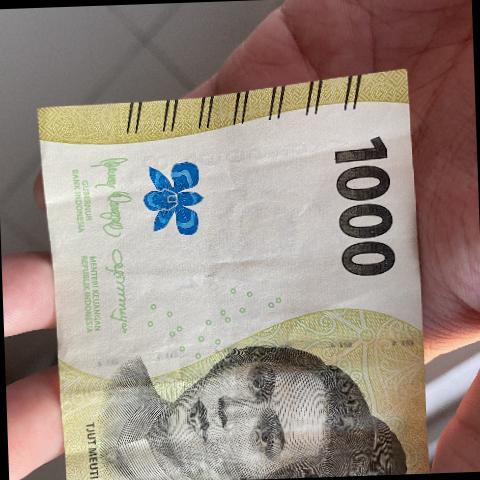 1000
GUBERNUR
BANK INDONESIA
MENTERI KEUANGAN
REPUBLIK INDONESIA
TJUT MEUTI